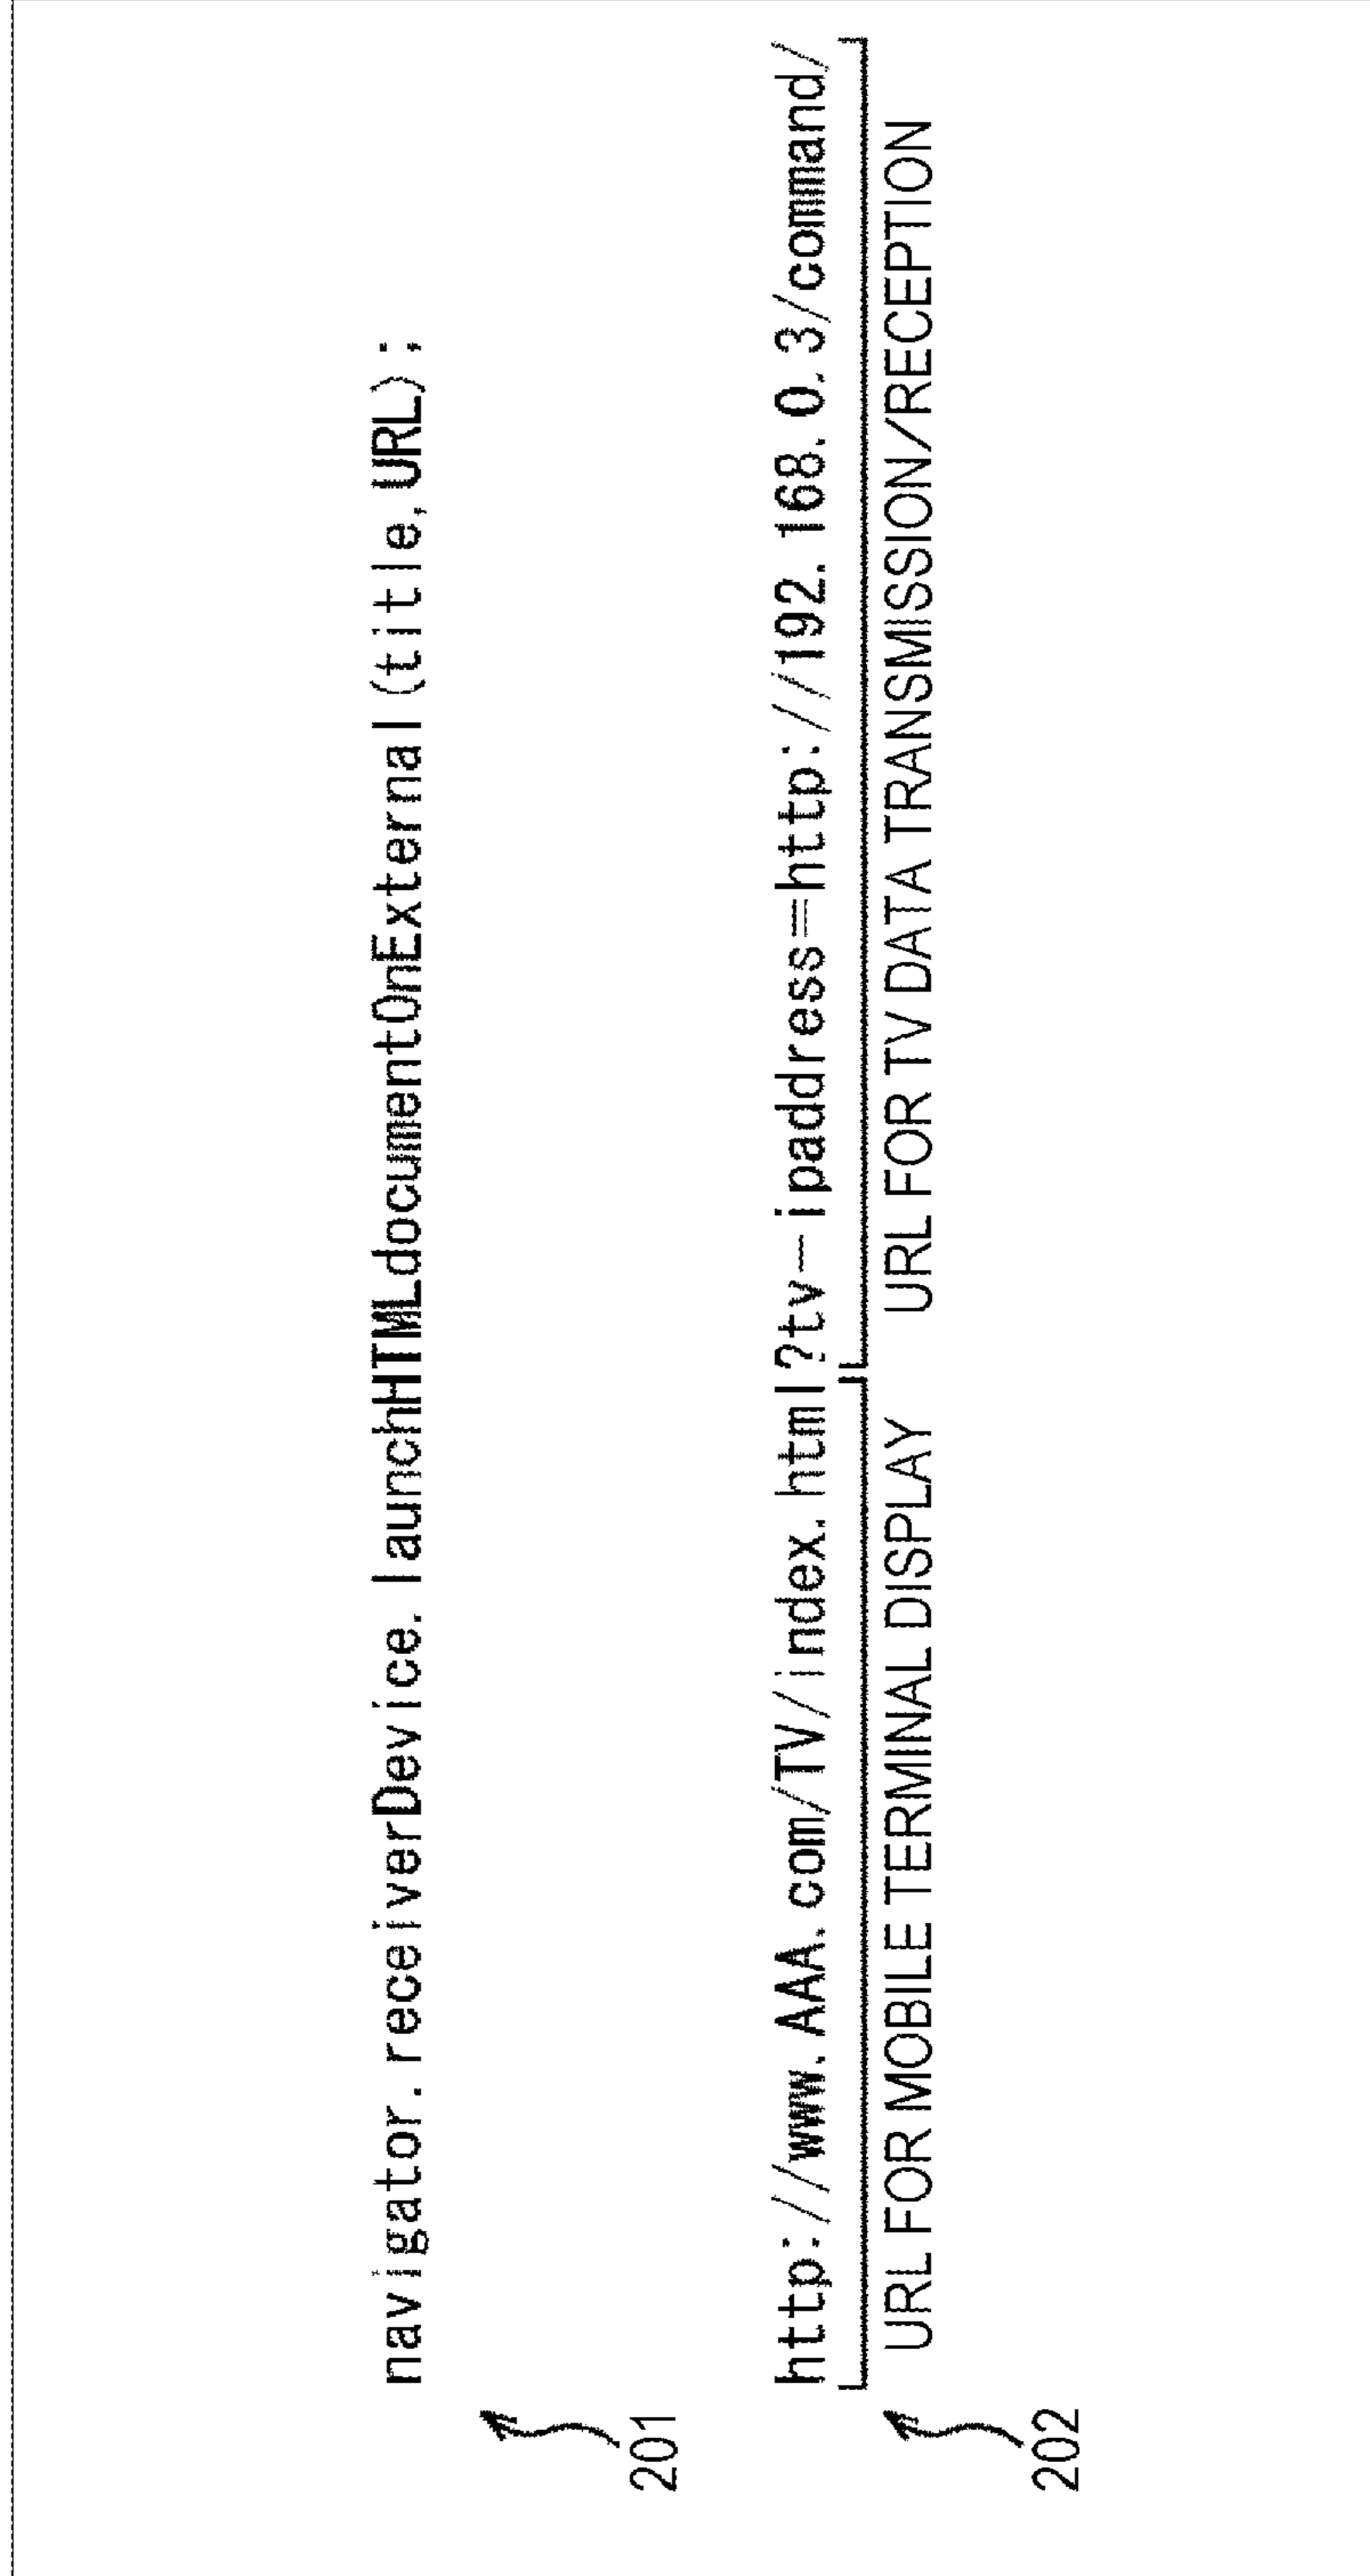 navigator.receiverDevice.launchHTMLdocumentOnExternal(title,URL);
201
http://www.AAA.com/TV/index.html?tv-ipaddress=http://192.168.0.3/command/
URL FOR MOBILE TERMINAL DISPLAY URL FOR TV DATA TRANSMISSION/RECEPTION
202